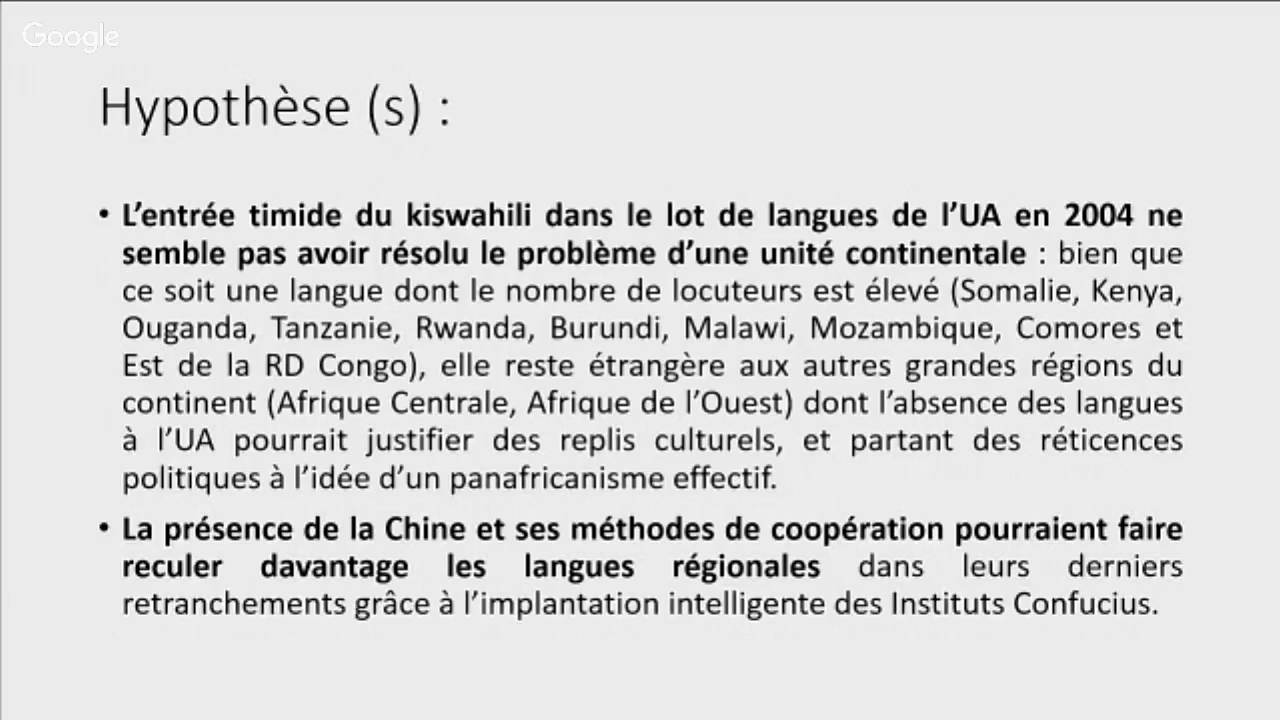 Google
Hypothèse (s) :
• L’entrée timide du kiswahili dans le lot de langues de l’UA en 2004 ne
semble pas avoir résolu le problème d’une unité continentale : bien que
ce soit une langue dont le nombre de locuteurs est élevé (Somalie, Kenya,
Ouganda, Tanzanie, Rwanda, Burundi, Malawi, Mozambique, Comores et
Est de la RD Congo), elle reste étrangère aux autres grandes régions du
continent (Afrique Centrale, Afrique de l’Ouest) dont l’absence des langues
à l’UA pourrait justifier des replis culturels, et partant des réticences
politiques à l’idée d’un panafricanisme effectif.
• La présence de la Chine et ses méthodes de coopération pourraient faire
reculer davantage les langues régionales dans leurs derniers
retranchements grâce à l’implantation intelligente des Instituts Confucius.